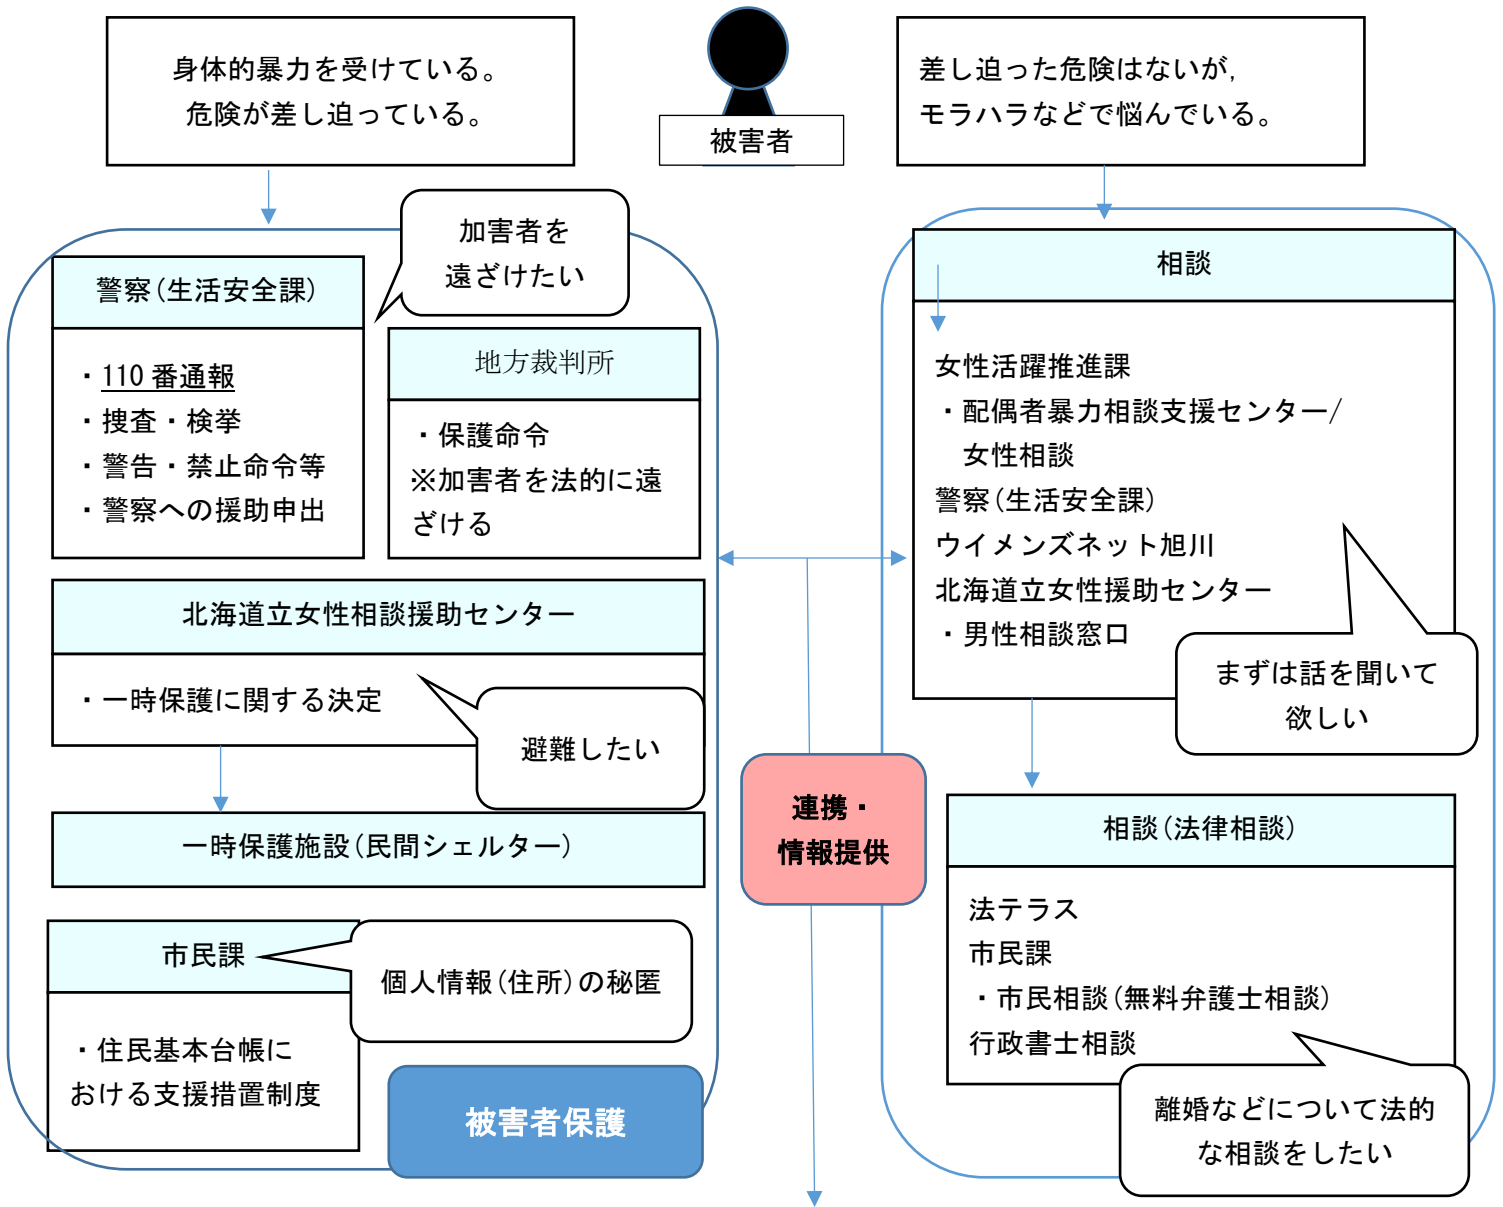 身体的暴力を受けている。
危険が差し迫っている。
被害者
差し迫った危険はないが,
モラハラなどで悩んでいる。
加害者を
遠ざけたい
警察(生活安全課)
・110番通報
・捜査・検挙
・警告・禁止命令等
・警察への援助申出
地方裁判所
・保護命令
※加害者を法的に遠
ざける
北海道立女性相談援助センター
・一時保護に関する決定
避難したい
一時保護施設(民間シェルター)
市民課
個人情報(住所)の秘匿
・住民基本台帳に
おける支援措置制度
被害者保護
連携・
情報提供
相談
女性活躍推進課
・配偶者暴力相談支援センター/
女性相談
警察(生活安全課)
ウイメンズネット旭川
北海道立女性援助センター
・男性相談窓口
まずは話を聞いて
欲しい
相談(法律相談)
法テラス
市民課
・市民相談(無料弁護士相談)
行政書士相談
離婚などについて法的
な相談をしたい